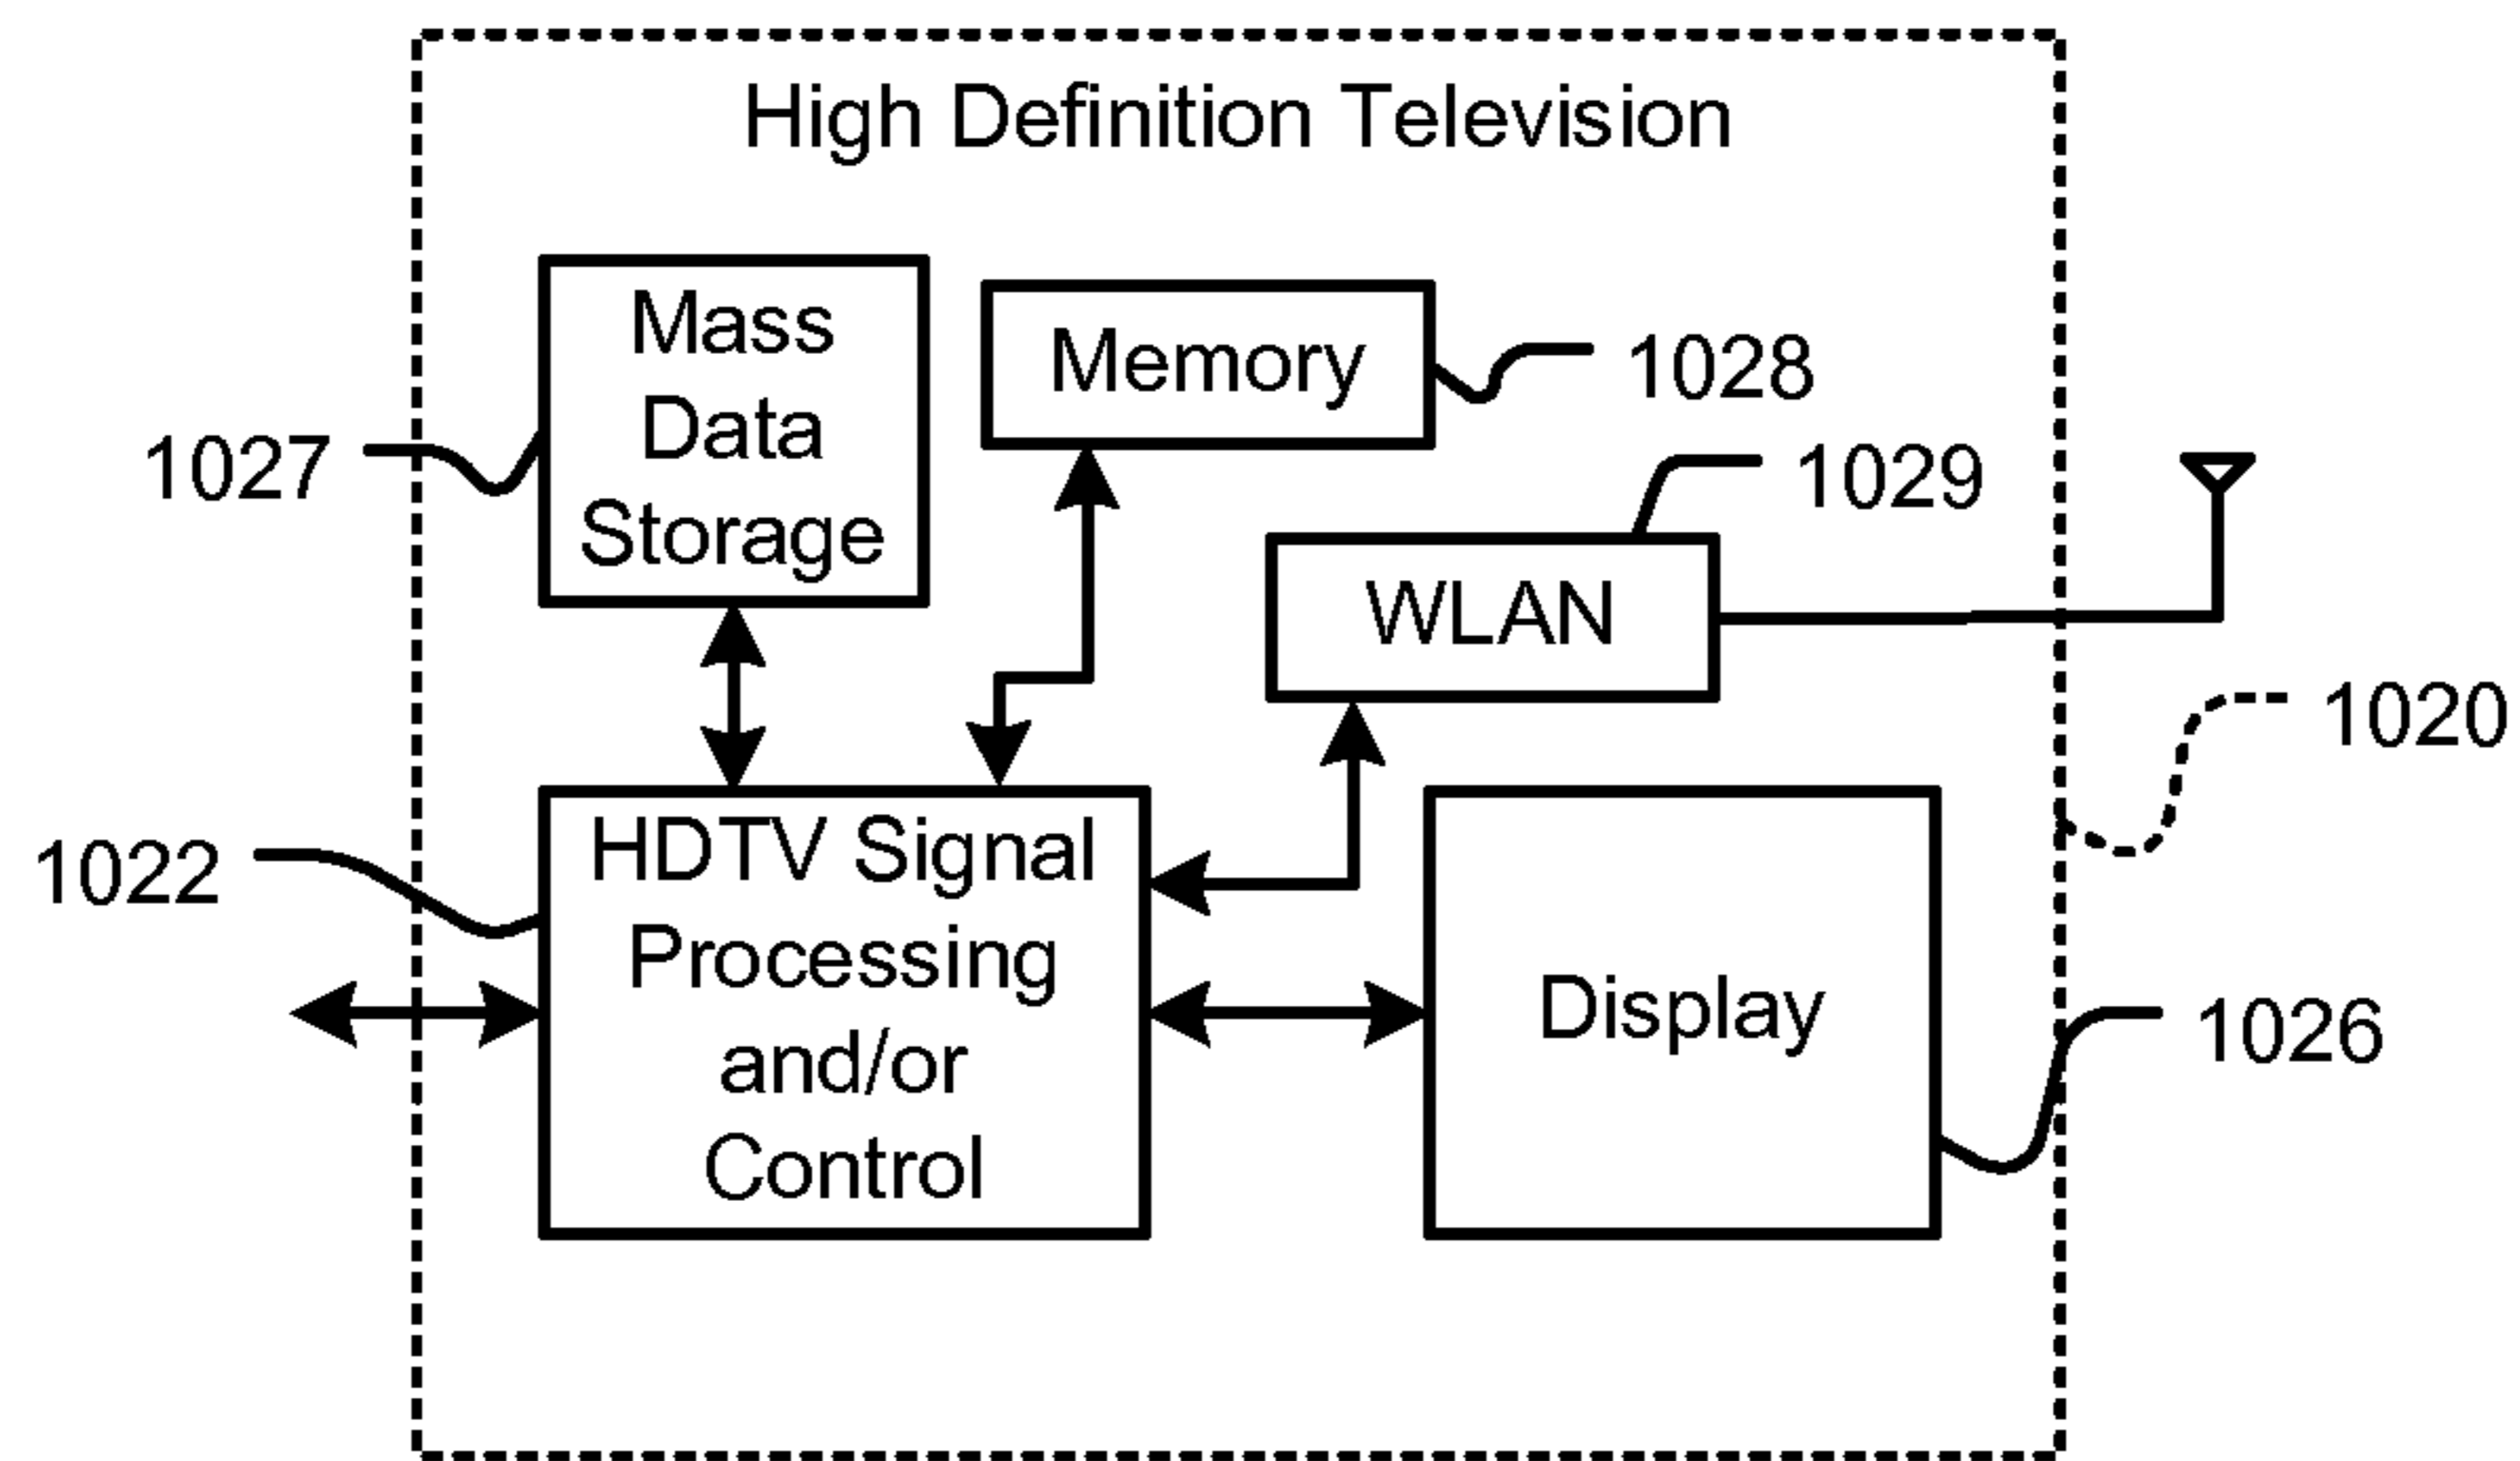 High Definition Television
Mass
Data
Storage
Memory
1028
1027
1029
WLAN
1020
1022
HDTV Signal
Processing
and/or
Control
Display
1026